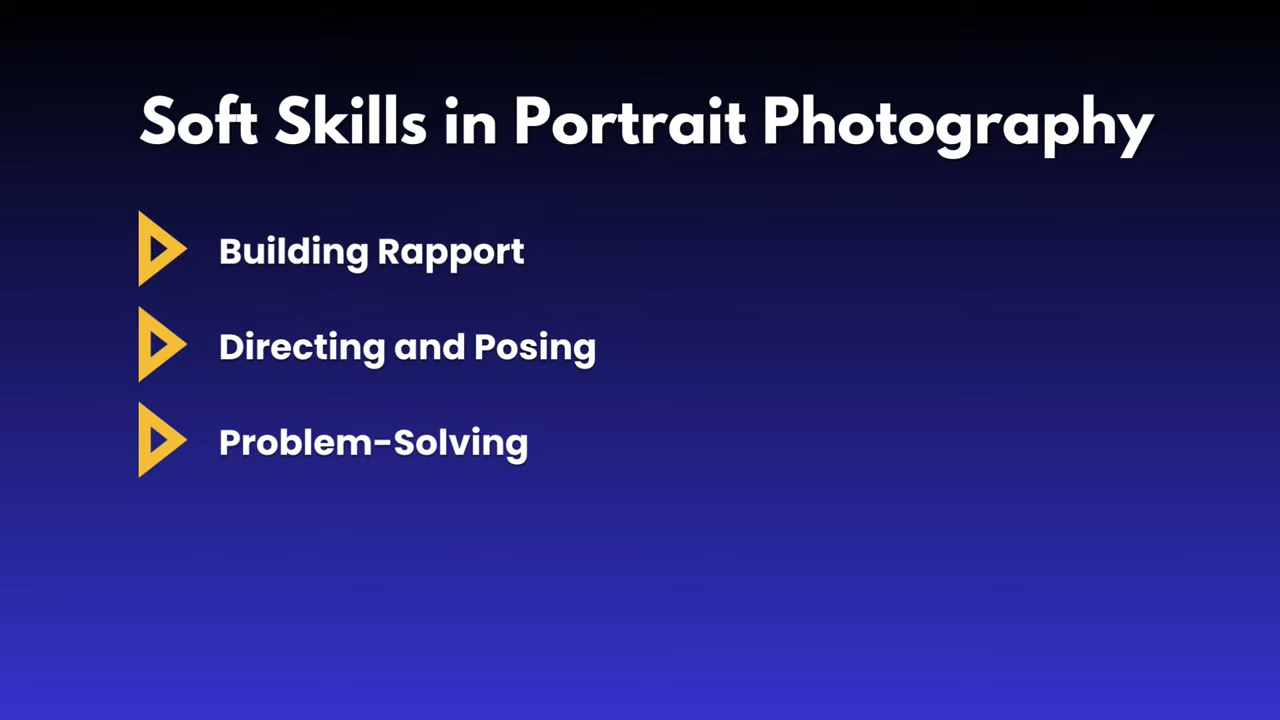 Soft Skills in Portrait Photography
Building Rapport
Directing and Posing
Problem-Solving